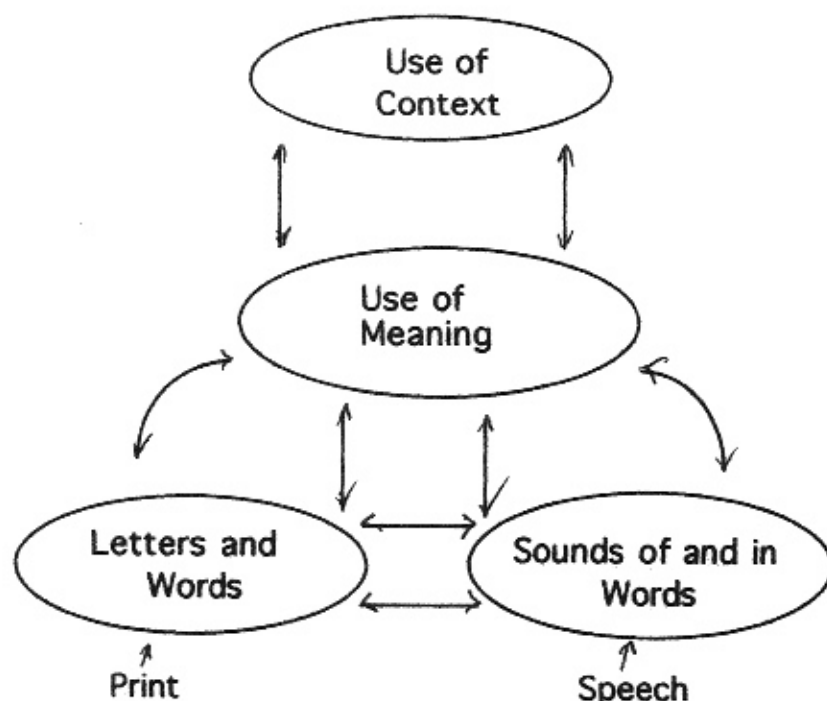 Use of
Context
Use of
Meaning
Letters and
Words
Sounds of and in
Words
Print
Speech